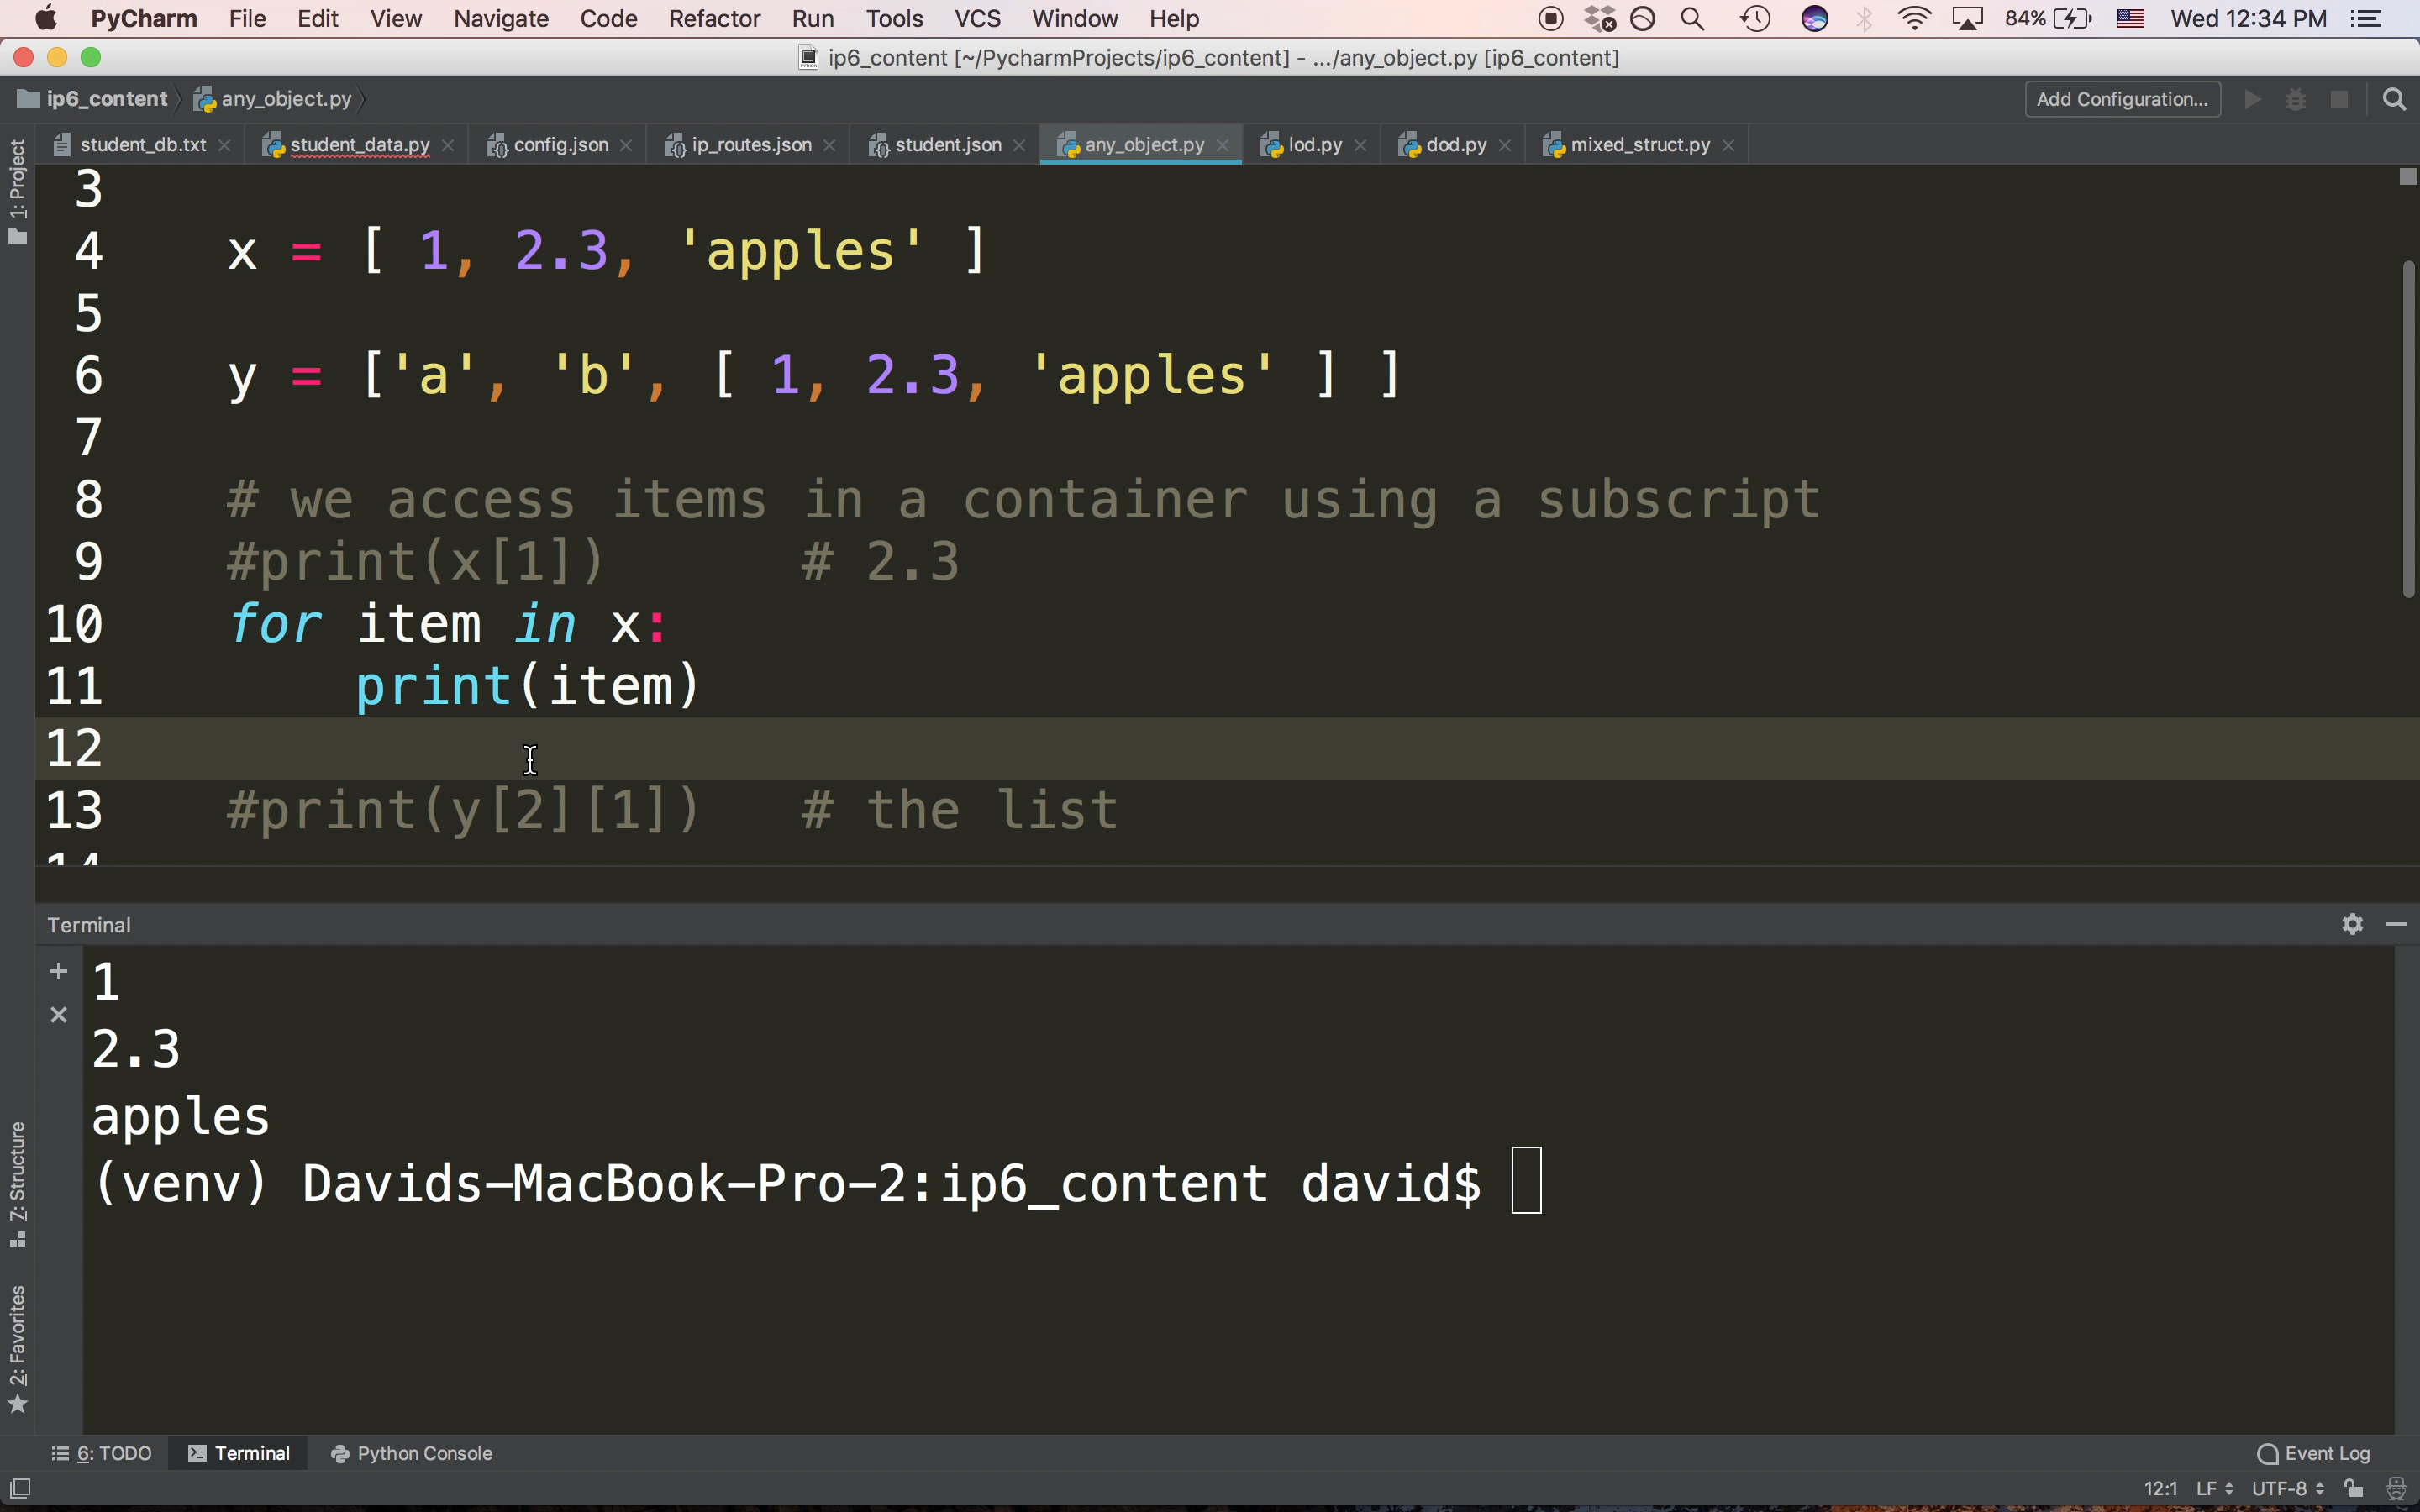 PyCharm File Edit View Navigate Code Refactor Run Tools VCS Window Help 84% Wed 12:34 PM
ip6_content [~/PycharmProjects/ip6_content] - .../any_object.py [ip6_content]
ip6_content any_object.py Add Configuration...
student_db.txt student_data.py config.json ip_routes.json student.json any_object.py lod.py dod.py mixed_struct.py
1: Project
3
4 x = [ 1, 2.3, 'apples' ]
5
6 y = ['a', 'b', [ 1, 2.3, 'apples' ] ]
7
8 # we access items in a container using a subscript
9 #print(x[1]) # 2.3
10 for item in x:
11 print(item)
12
13 #print(y[2][1]) # the list
14
Terminal
1
2.3
apples
(venv) Davids-MacBook-Pro-2:ip6_content david$
7: Structure
2: Favorites
6: TODO Terminal Python Console Event Log
12:1 LF UTF-8